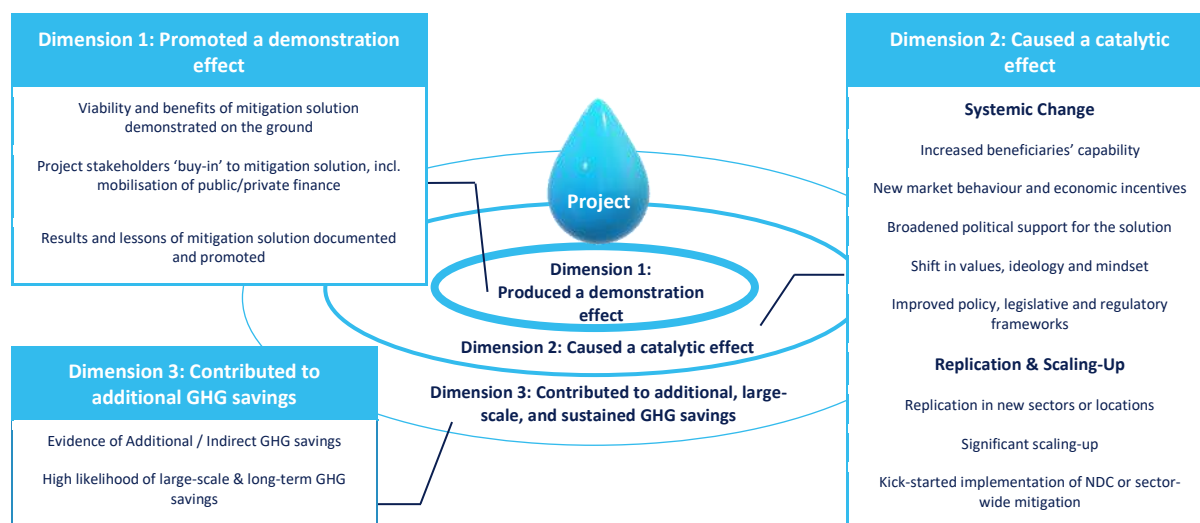 Dimension 1: Promoted a demonstration
effect
Viability and benefits of mitigation solution
demonstrated on the ground
Project stakeholders ‘buy-in’ to mitigation solution, incl.
mobilisation of public/private finance
Results and lessons of mitigation solution documented
and promoted
Dimension 3: Contributed to
additional GHG savings
Evidence of Additional / Indirect GHG savings
High likelihood of large-scale & long-term GHG
savings
Project
Dimension 1:
Produced a demonstration
effect
Dimension 2: Caused a catalytic effect
Dimension 3: Contributed to additional, large-
scale, and sustained GHG savings
Dimension 2: Caused a catalytic
effect
Systemic Change
Increased beneficiaries’ capability
New market behaviour and economic incentives
Broadened political support for the solution
Shift in values, ideology and mindset
Improved policy, legislative and regulatory
frameworks
Replication & Scaling-Up
Replication in new sectors or locations
Significant scaling-up
Kick-started implementation of NDC or sector-
wide mitigation